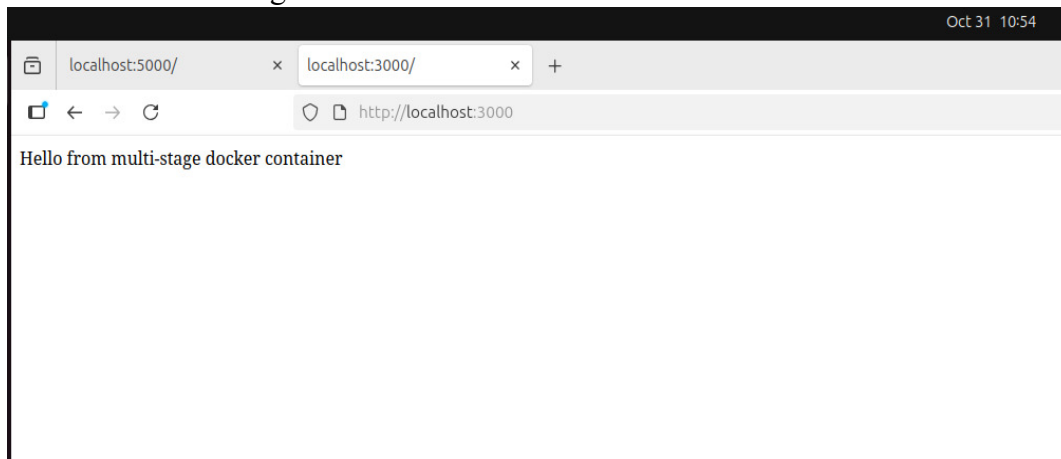 Oct 31 10:54
localhost:5000/
localhost:3000/
http://localhost:3000
Hello from multi-stage docker container